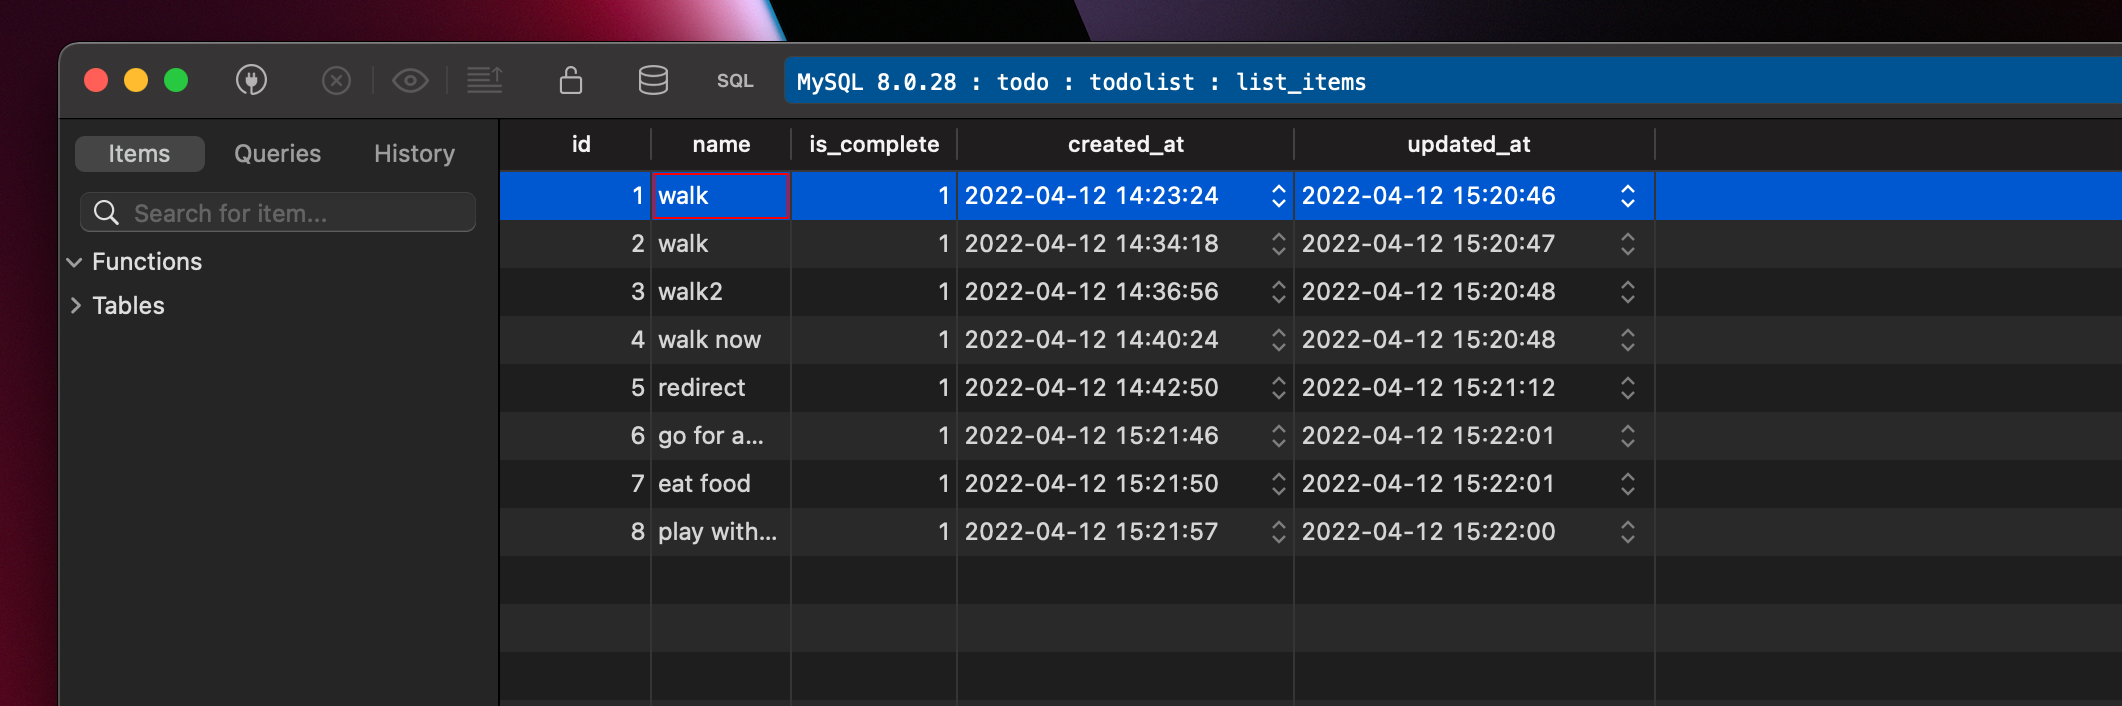 SQL MySQL 8.0.28 : todo : todolist : list_items
Items Queries History
Search for item...
Functions
Tables
id name is_complete created_at updated_at
1 walk 1 2022-04-12 14:23:24 2022-04-12 15:20:46
2 walk 1 2022-04-12 14:34:18 2022-04-12 15:20:47
3 walk2 1 2022-04-12 14:36:56 2022-04-12 15:20:48
4 walk now 1 2022-04-12 14:40:24 2022-04-12 15:20:48
5 redirect 1 2022-04-12 14:42:50 2022-04-12 15:21:12
6 go for a... 1 2022-04-12 15:21:46 2022-04-12 15:22:01
7 eat food 1 2022-04-12 15:21:50 2022-04-12 15:22:01
8 play with... 1 2022-04-12 15:21:57 2022-04-12 15:22:00